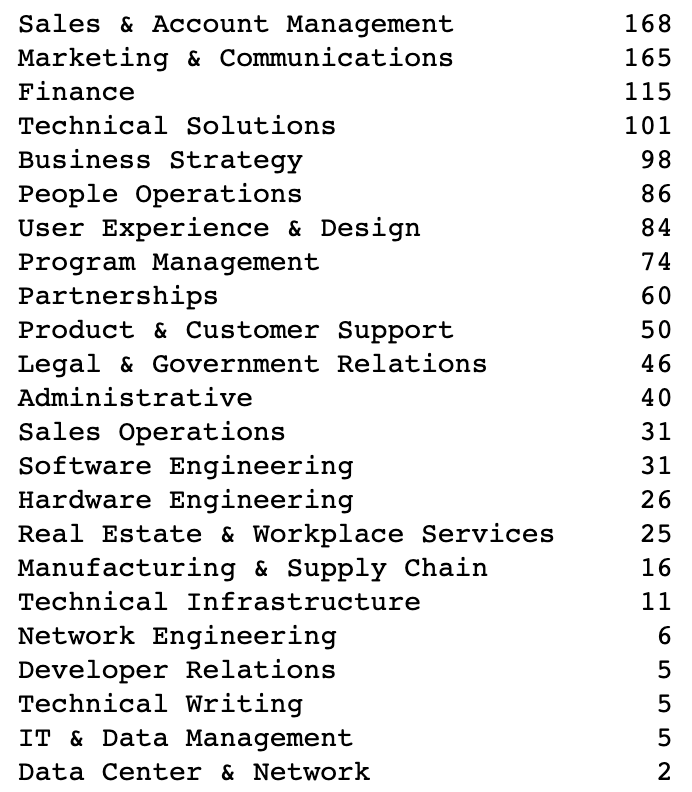 Sales & Account Management 168
Marketing & Communications 165
Finance 115
Technical Solutions 101
Business Strategy 98
People Operations 86
User Experience & Design 84
Program Management 74
Partnerships 60
Product & Customer Support 50
Legal & Government Relations 46
Administrative 40
Sales Operations 31
Software Engineering 31
Hardware Engineering 26
Real Estate & Workplace Services 25
Manufacturing & Supply Chain 16
Technical Infrastructure 11
Network Engineering 6
Developer Relations 5
Technical Writing 5
IT & Data Management 5
Data Center & Network 2